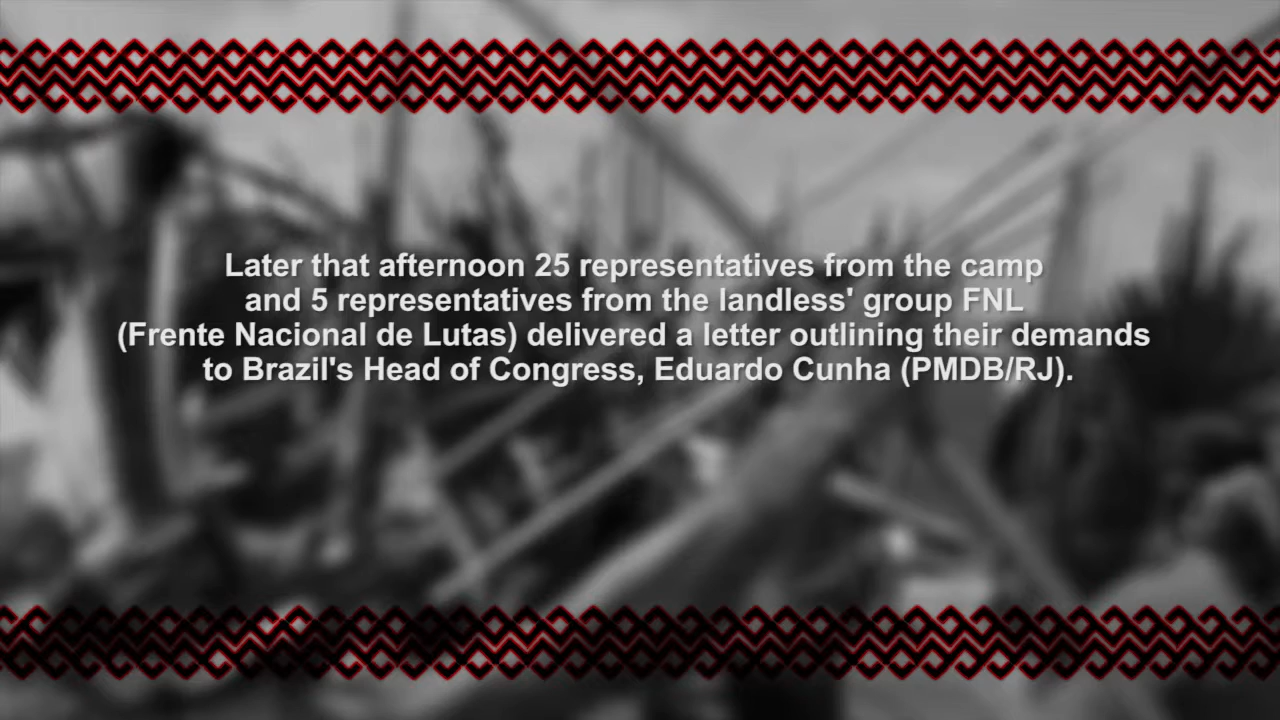 Later that afternoon 25 representatives from the camp
and 5 representatives from the landless' group FNL
(Frente Nacional de Lutas) delivered a letter outlining their demands
to Brazil's Head of Congress, Eduardo Cunha (PMDB/RJ).